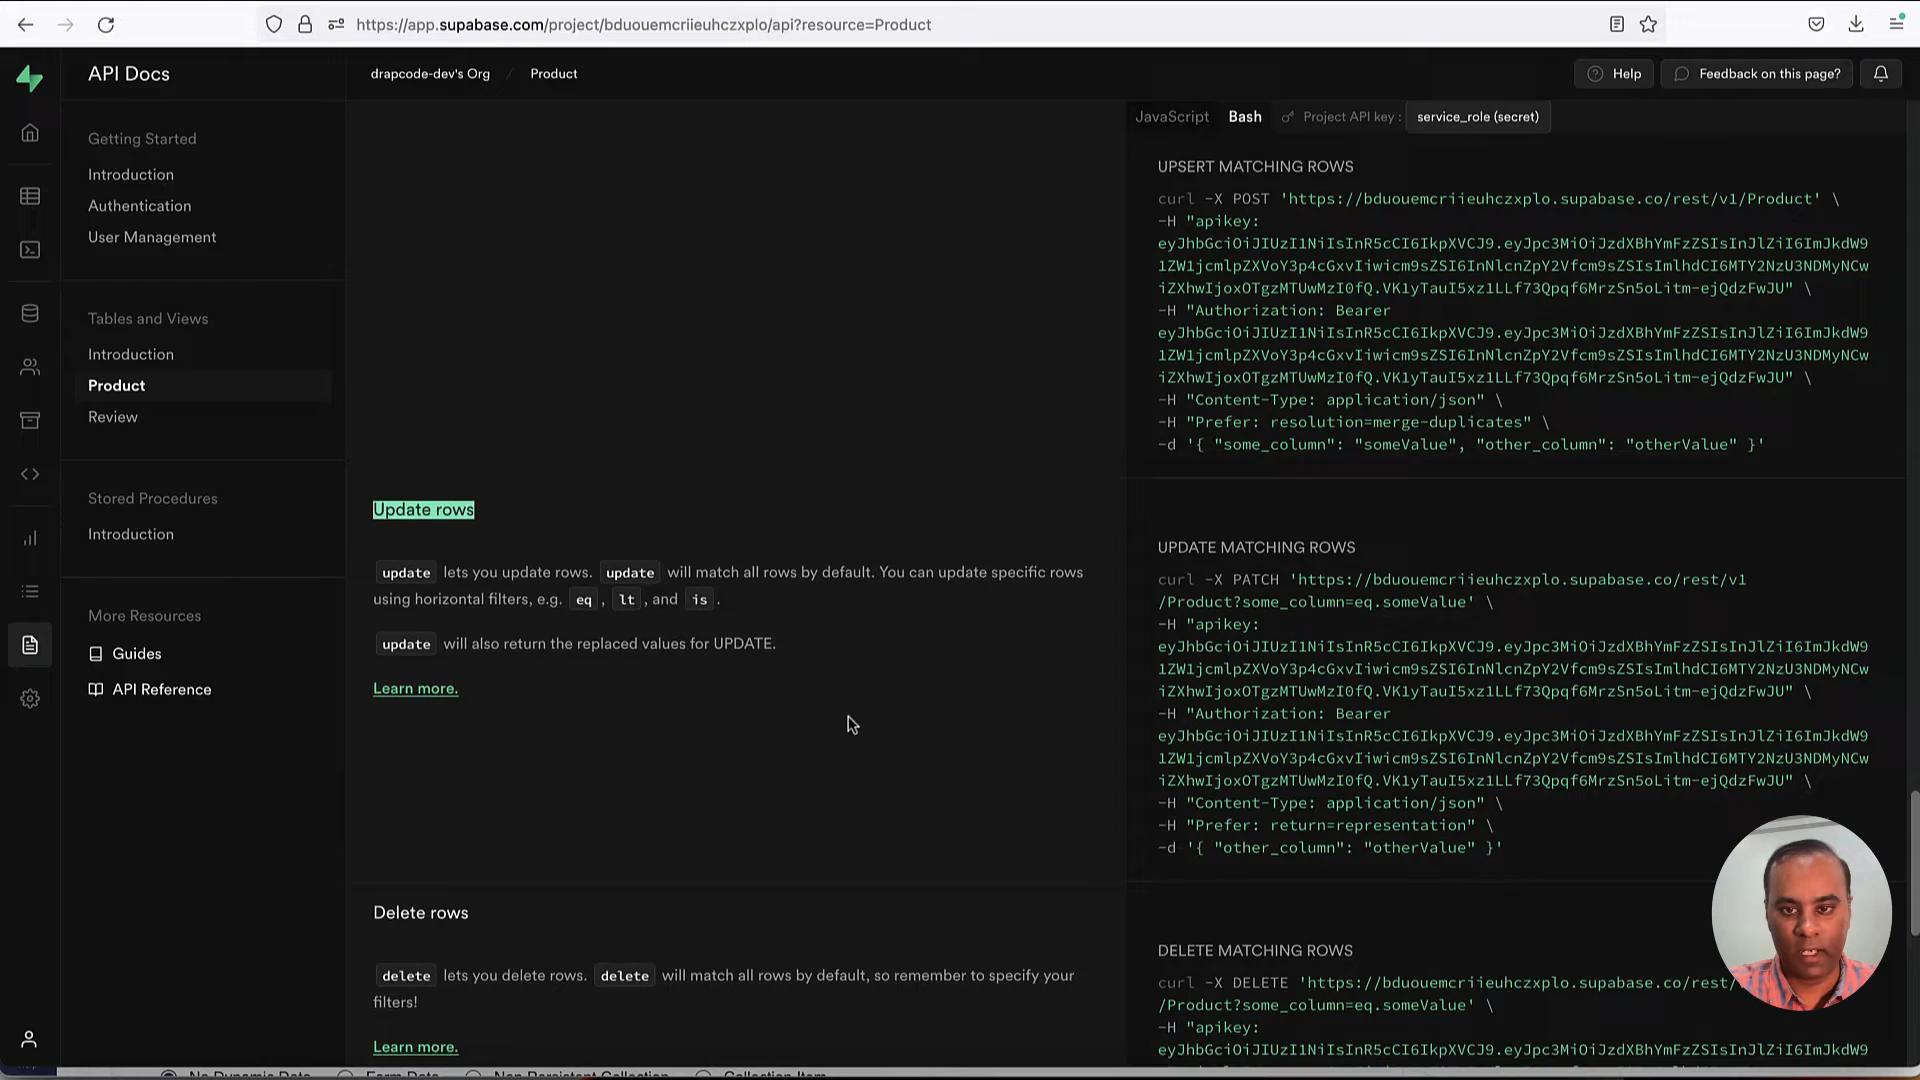 https://app.supabase.com/project/bduouemcriieuhczxplo/api?resource=Product
API Docs
drapcode-dev's Org / Product
Help
Feedback on this page?
Getting Started
Introduction
Authentication
User Management
Tables and Views
Introduction
Product
Review
Stored Procedures
Introduction
More Resources
Guides
API Reference
Update rows
update lets you update rows. update will match all rows by default. You can update specific rows
using horizontal filters, e.g. eq , lt , and is .
update will also return the replaced values for UPDATE.
Learn more.
Delete rows
delete lets you delete rows. delete will match all rows by default, so remember to specify your
filters!
Learn more.
JavaScript Bash Project API key : service_role (secret)
UPSERT MATCHING ROWS
curl -X POST 'https://bduouemcriieuhczxplo.supabase.co/rest/v1/Product' \
-H "apikey:
eyJhbGciOiJIUzI1NiIsInR5cCI6IkpXVCJ9.eyJpc3MiOiJzdXBhYmFzZSIsInJlZiI6ImJkdW9
1ZW1jcmlpZXVoY3p4cGxvIiwicm9sZSI6InNlcnZpY2Vfcm9sZSIsImlhdCI6MTY2NzU3NDMyNCw
iZXhwIjoxOTgzMTUwMzI0fQ.VK1yTauI5xz1LLf73Qpqf6MrzSn5oLitm-ejQdzFwJU" \
-H "Authorization: Bearer
eyJhbGciOiJIUzI1NiIsInR5cCI6IkpXVCJ9.eyJpc3MiOiJzdXBhYmFzZSIsInJlZiI6ImJkdW9
1ZW1jcmlpZXVoY3p4cGxvIiwicm9sZSI6InNlcnZpY2Vfcm9sZSIsImlhdCI6MTY2NzU3NDMyNCw
iZXhwIjoxOTgzMTUwMzI0fQ.VK1yTauI5xz1LLf73Qpqf6MrzSn5oLitm-ejQdzFwJU" \
-H "Content-Type: application/json" \
-H "Prefer: resolution=merge-duplicates" \
-d '{ "some_column": "someValue", "other_column": "otherValue" }'
UPDATE MATCHING ROWS
curl -X PATCH 'https://bduouemcriieuhczxplo.supabase.co/rest/v1
/Product?some_column=eq.someValue' \
-H "apikey:
eyJhbGciOiJIUzI1NiIsInR5cCI6IkpXVCJ9.eyJpc3MiOiJzdXBhYmFzZSIsInJlZiI6ImJkdW9
1ZW1jcmlpZXVoY3p4cGxvIiwicm9sZSI6InNlcnZpY2Vfcm9sZSIsImlhdCI6MTY2NzU3NDMyNCw
iZXhwIjoxOTgzMTUwMzI0fQ.VK1yTauI5xz1LLf73Qpqf6MrzSn5oLitm-ejQdzFwJU" \
-H "Authorization: Bearer
eyJhbGciOiJIUzI1NiIsInR5cCI6IkpXVCJ9.eyJpc3MiOiJzdXBhYmFzZSIsInJlZiI6ImJkdW9
1ZW1jcmlpZXVoY3p4cGxvIiwicm9sZSI6InNlcnZpY2Vfcm9sZSIsImlhdCI6MTY2NzU3NDMyNCw
iZXhwIjoxOTgzMTUwMzI0fQ.VK1yTauI5xz1LLf73Qpqf6MrzSn5oLitm-ejQdzFwJU" \
-H "Content-Type: application/json" \
-H "Prefer: return=representation" \
-d '{ "other_column": "otherValue" }'
DELETE MATCHING ROWS
curl -X DELETE 'https://bduouemcriieuhczxplo.supabase.co/rest/
/Product?some_column=eq.someValue' \
-H "apikey:
eyJhbGciOiJIUzI1NiIsInR5cCI6IkpXVCJ9.eyJpc3MiOiJzdXBhYmFzZSIsInJlZiI6ImJkdW9
No Dynamic Data Form Data Non Persistent Collection Collection Item